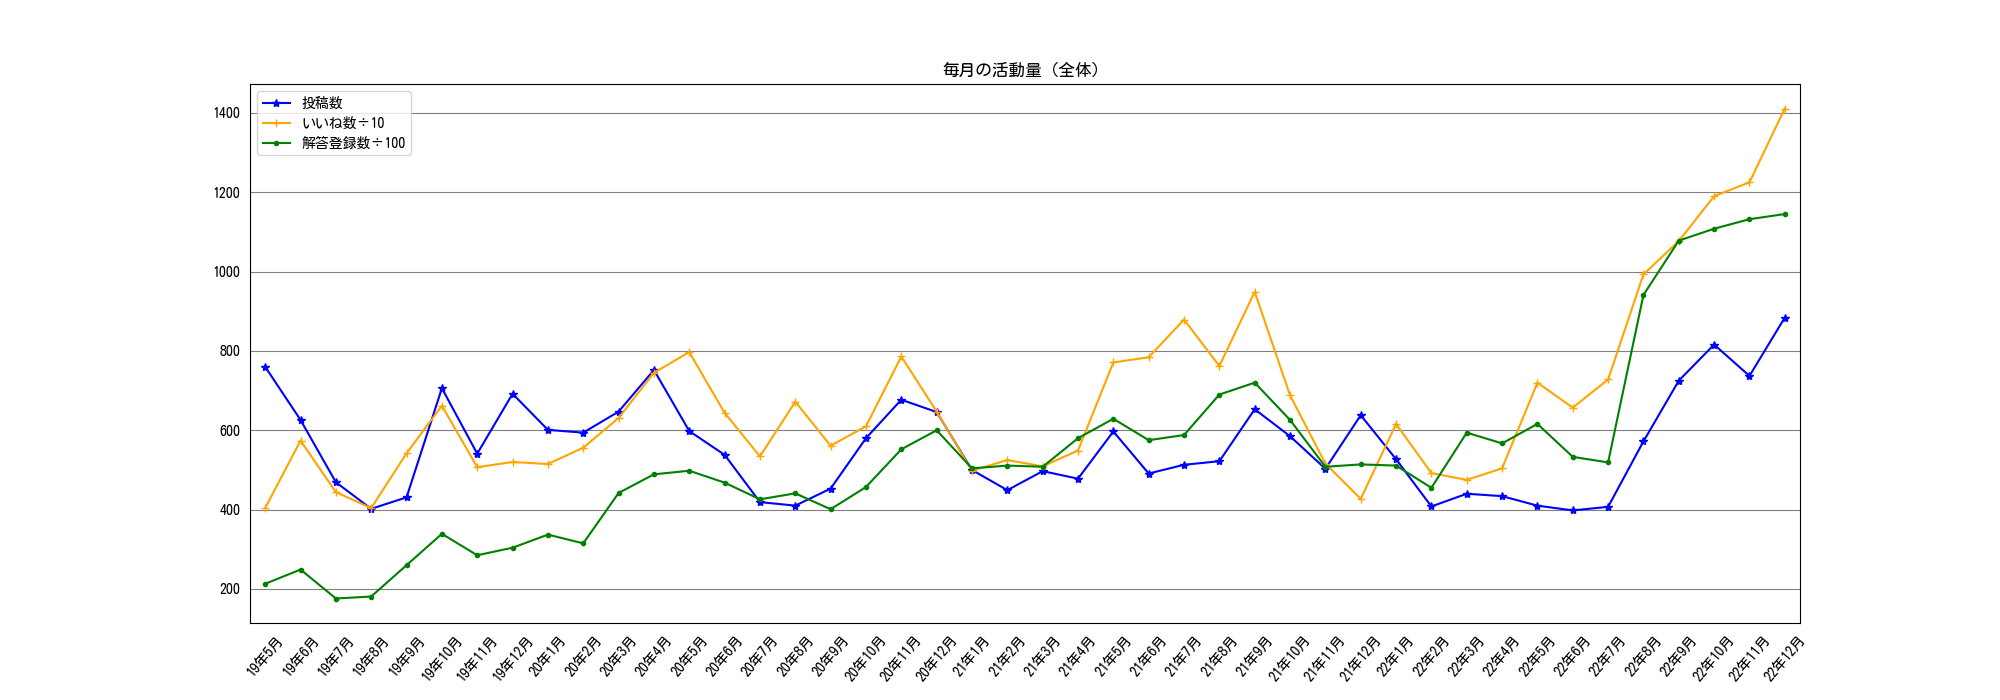 毎月の活動量（全体）
投稿数
いいね数÷10
解答登録数÷100
1400
1200
1000
800
600
400
200
19年5月
19年6月
19年7月
19年8月
19年9月
19年10月
19年11月
19年12月
20年1月
20年2月
20年3月
20年4月
20年5月
20年6月
20年7月
20年8月
20年9月
20年10月
20年11月
20年12月
21年1月
21年2月
21年3月
21年4月
21年5月
21年6月
21年7月
21年8月
21年9月
21年10月
21年11月
21年12月
22年1月
22年2月
22年3月
22年4月
22年5月
22年6月
22年7月
22年8月
22年9月
22年10月
22年11月
22年12月